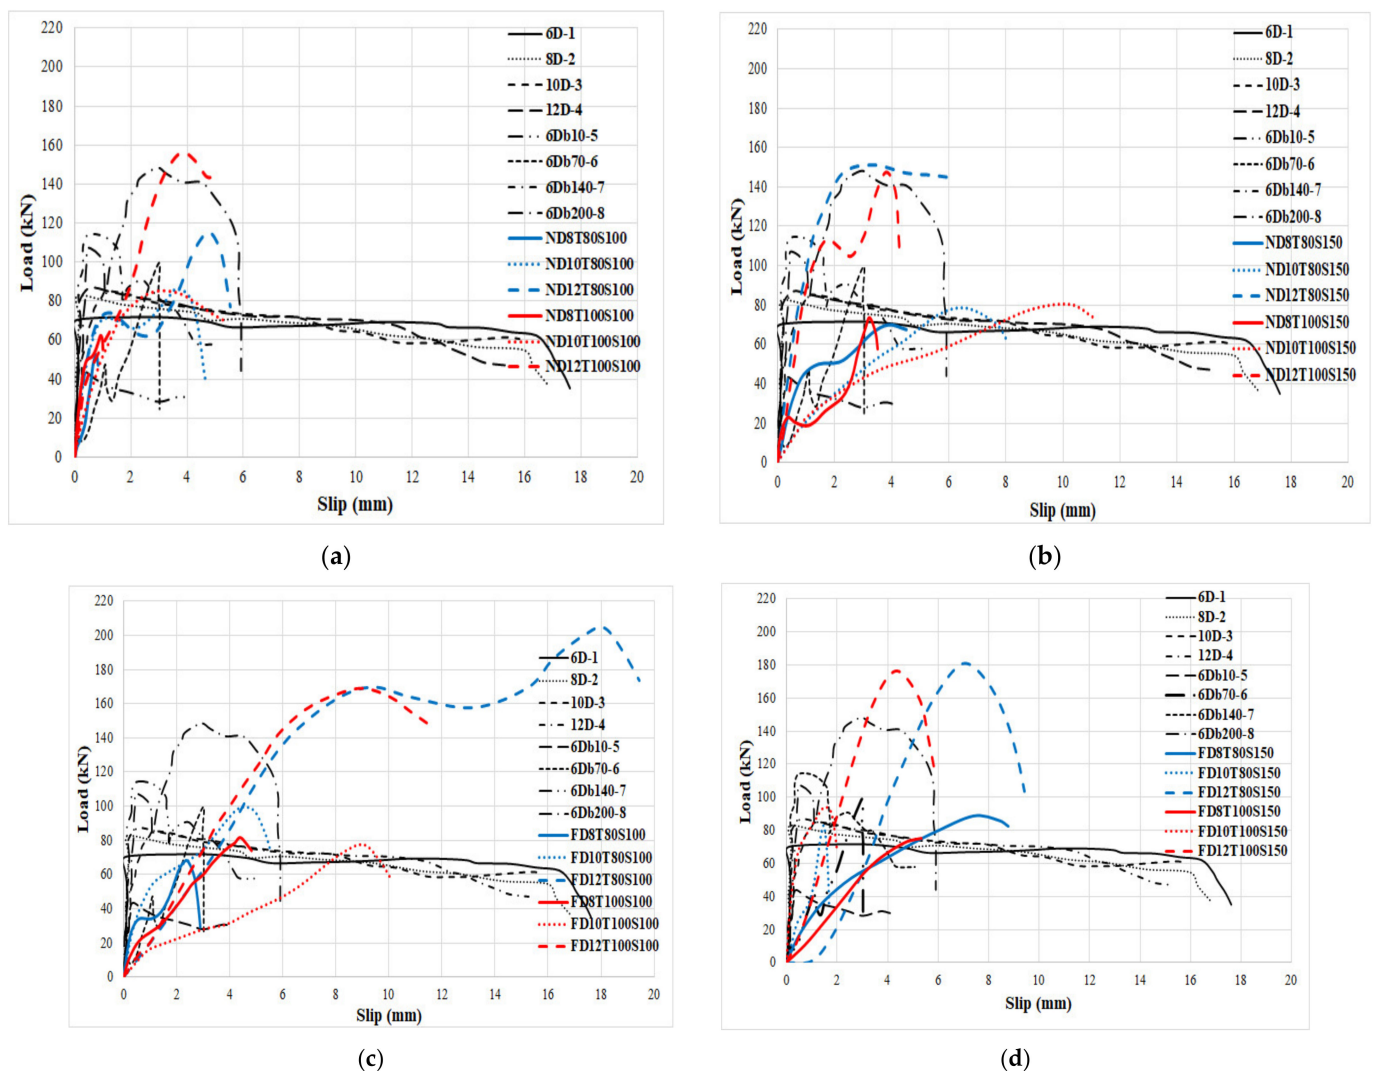 220
200
180
160
140
120
100
80
60
40
20
0
Load (kN)
0 2 4 6 8 10 12 14 16 18 20
Slip (mm)
6D-1
8D-2
10D-3
12D-4
6Db10-5
6Db70-6
6Db140-7
6Db200-8
ND8T80S100
ND10T80S100
ND12T80S100
ND8T100S100
ND10T100S100
ND12T100S100
(a)
220
200
180
160
140
120
100
80
60
40
20
0
Load (kN)
0 2 4 6 8 10 12 14 16 18 20
Slip (mm)
6D-1
8D-2
10D-3
12D-4
6Db10-5
6Db70-6
6Db140-7
6Db200-8
ND8T80S150
ND10T80S150
ND12T80S150
ND8T100S150
ND10T100S150
ND12T100S150
(b)
220
200
180
160
140
120
100
80
60
40
20
0
Load (kN)
0 2 4 6 8 10 12 14 16 18 20
Slip (mm)
6D-1
8D-2
10D-3
12D-4
6Db10-5
6Db70-6
6Db140-7
6Db200-8
FD8T80S100
FD10T80S100
FD12T80S100
FD8T100S100
FD10T100S100
FD12T100S100
(c)
220
200
180
160
140
120
100
80
60
40
20
0
Load (kN)
0 2 4 6 8 10 12 14 16 18 20
Slip (mm)
6D-1
8D-2
10D-3
12D-4
6Db10-5
6Db70-6
6Db140-7
6Db200-8
FD8T80S150
FD10T80S150
FD12T80S150
FD8T100S150
FD10T100S150
FD12T100S150
(d)